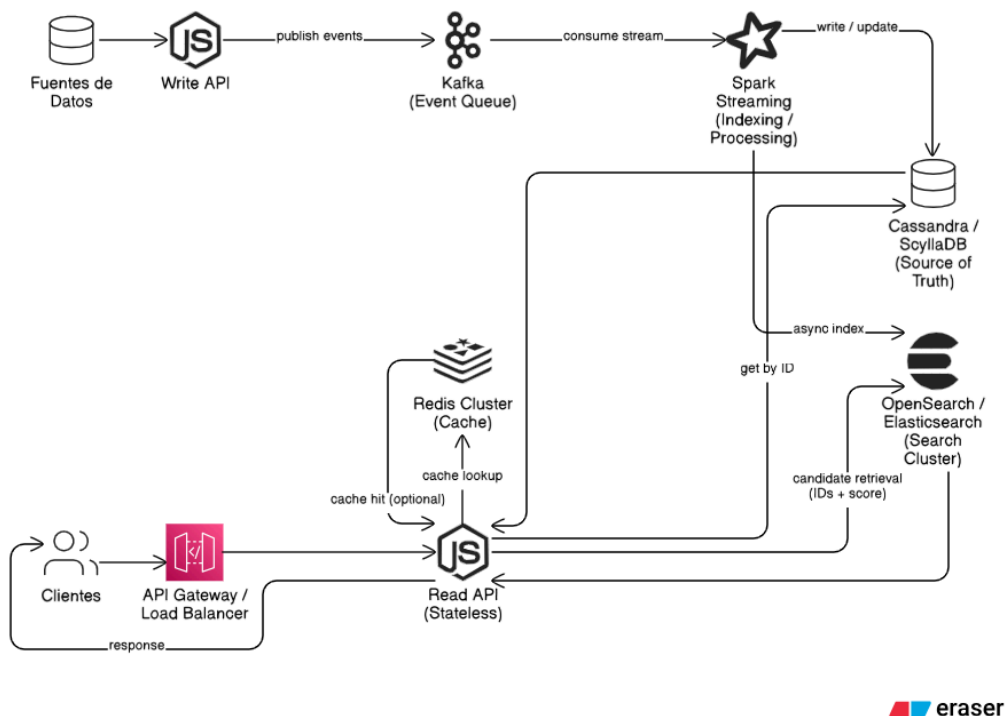 publish events
consume stream
write / update
Fuentes de
Datos
JS
Write API
Kafka
(Event Queue)
Spark
Streaming
(Indexing /
Processing)
Cassandra /
ScyllaDB
(Source of
Truth)
async index
get by ID
Redis Cluster
(Cache)
OpenSearch /
Elasticsearch
(Search
Cluster)
cache lookup
candidate retrieval
(IDs + score)
cache hit (optional)
JS
Clientes
API Gateway /
Load Balancer
Read API
(Stateless)
response
eraser